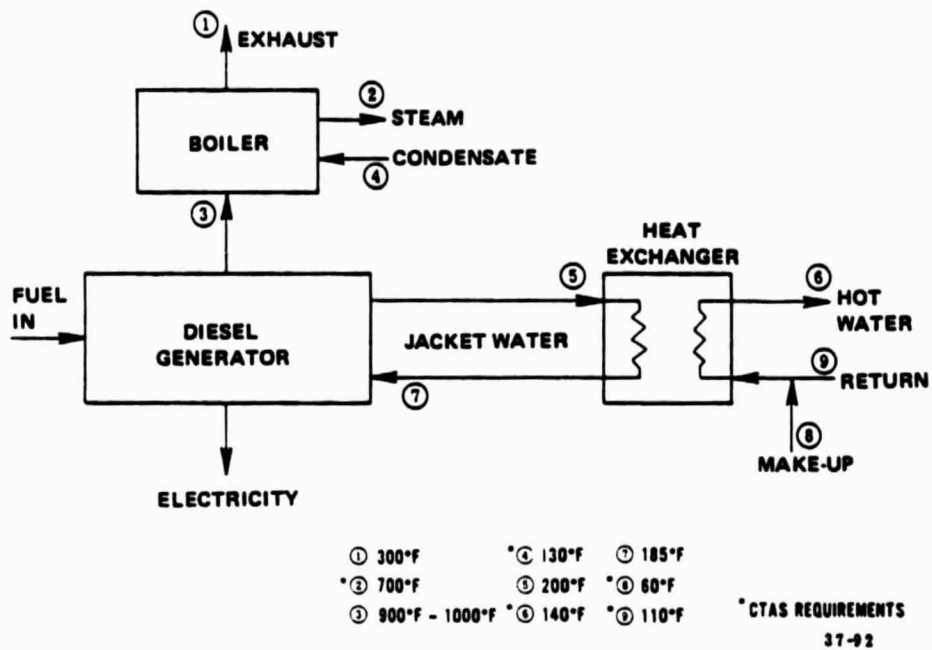 ① EXHAUST
② STEAM
BOILER
CONDENSATE
④
③
HEAT
EXCHANGER
⑤
⑥
FUEL
IN
HOT
WATER
DIESEL
GENERATOR
JACKET WATER
⑨
RETURN
⑦
⑧
MAKE-UP
ELECTRICITY
① 300°F *④ 130°F ⑦ 185°F
*② 700°F ⑤ 200°F *⑧ 60°F
③ 900°F - 1000°F *⑥ 140°F *⑨ 110°F
*CTAS REQUIREMENTS
37-92